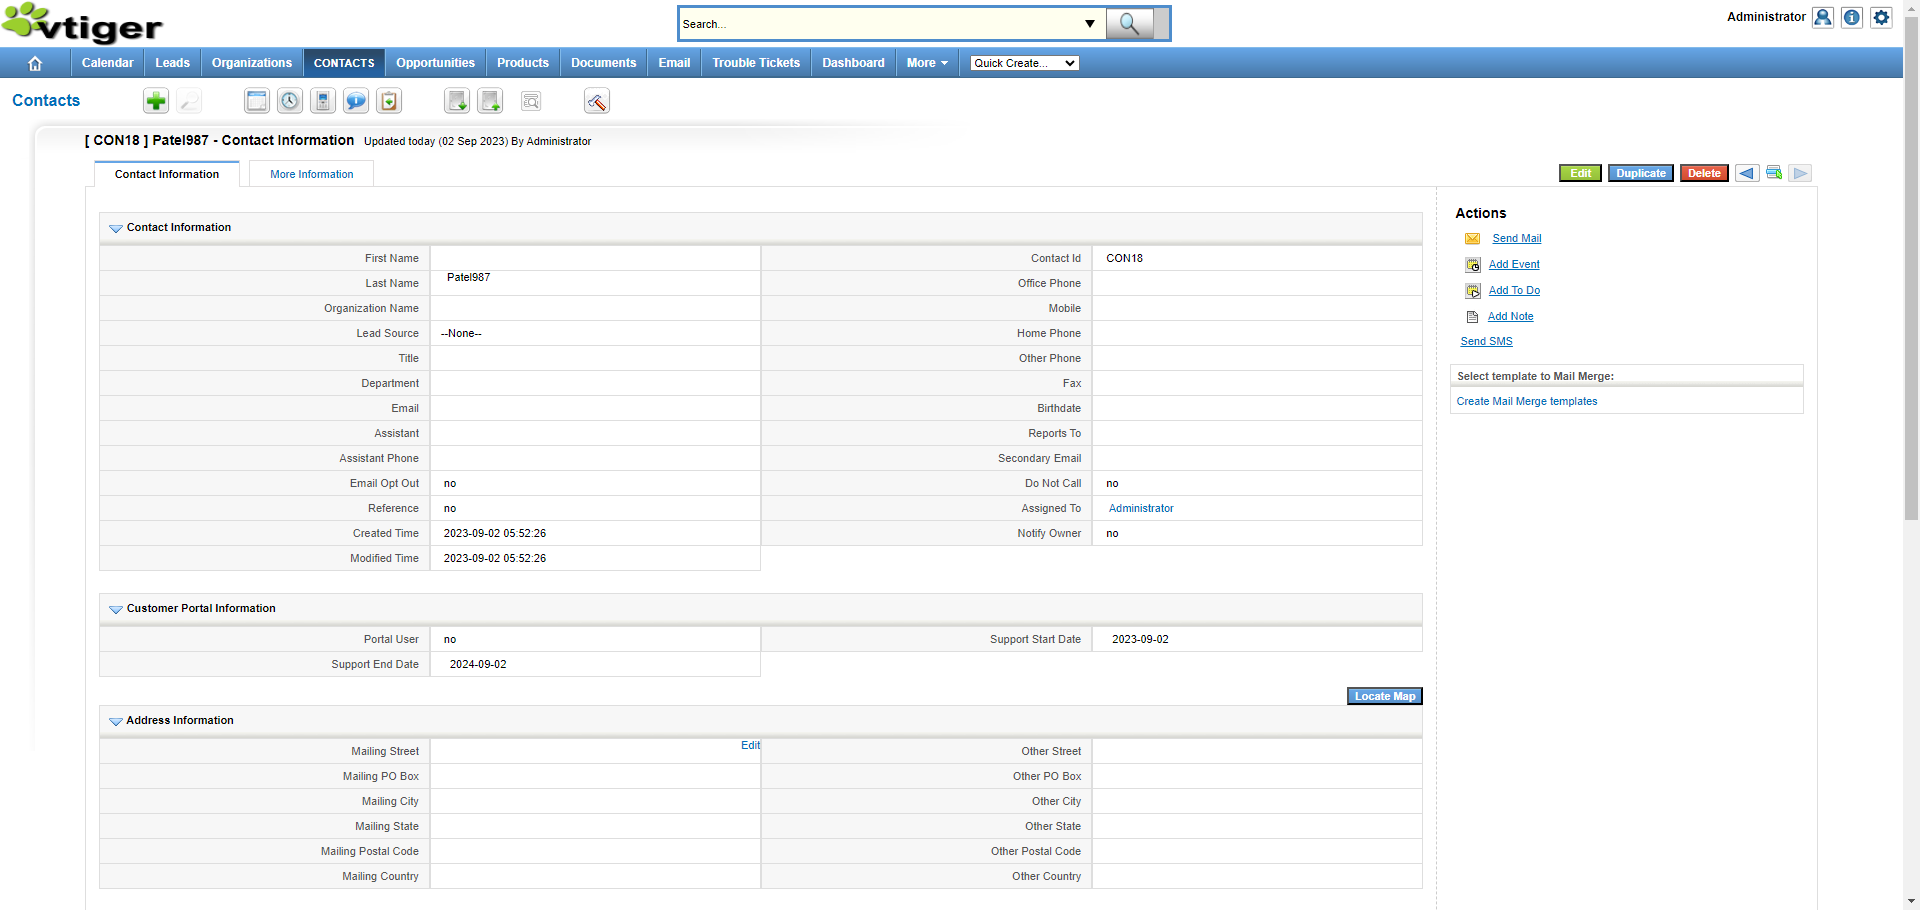 vtiger
Search...
Administrator
Calendar Leads Organizations CONTACTS Opportunities Products Documents Email Trouble Tickets Dashboard More Quick Create...
Contacts
[ CON18 ] Patel987 - Contact Information Updated today (02 Sep 2023) By Administrator
Contact Information More Information
Edit Duplicate Delete
Contact Information
First Name Contact Id CON18
Last Name Patel987 Office Phone
Organization Name Mobile
Lead Source --None-- Home Phone
Title Other Phone
Department Fax
Email Birthdate
Assistant Reports To
Assistant Phone Secondary Email
Email Opt Out no Do Not Call no
Reference no Assigned To Administrator
Created Time 2023-09-02 05:52:26 Notify Owner no
Modified Time 2023-09-02 05:52:26
Customer Portal Information
Portal User no Support Start Date 2023-09-02
Support End Date 2024-09-02
Locate Map
Address Information
Mailing Street Edit Other Street
Mailing PO Box Other PO Box
Mailing City Other City
Mailing State Other State
Mailing Postal Code Other Postal Code
Mailing Country Other Country
Actions
Send Mail
Add Event
Add To Do
Add Note
Send SMS
Select template to Mail Merge:
Create Mail Merge templates